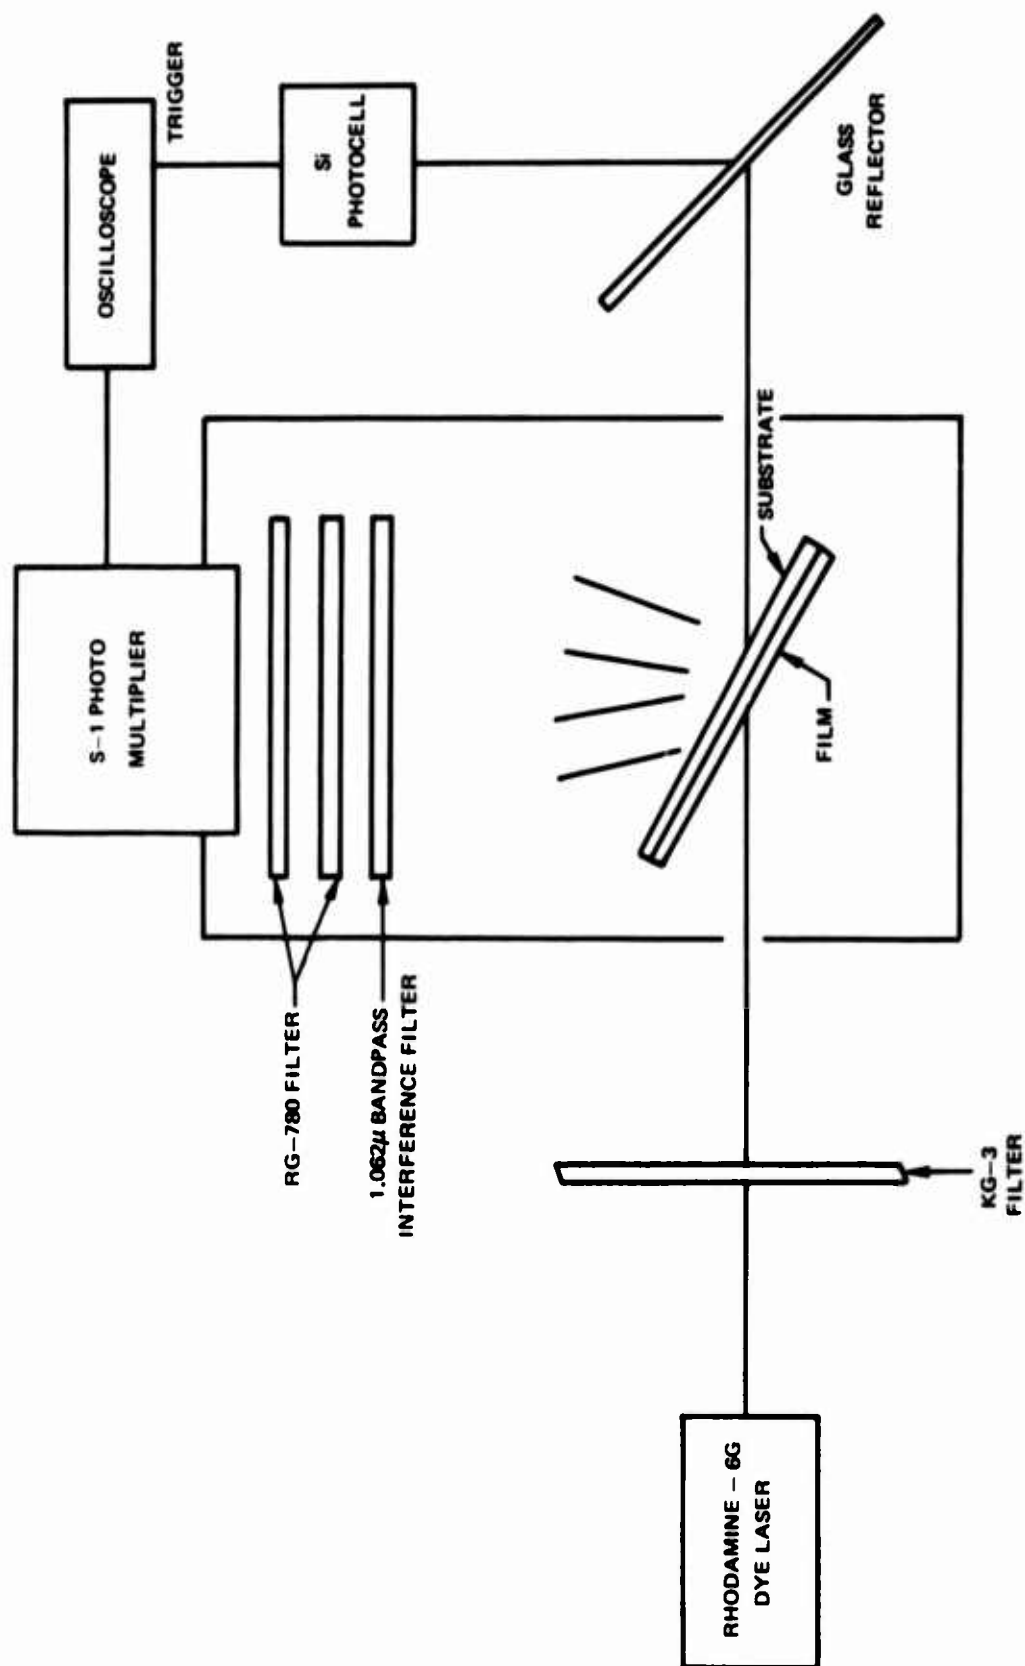 OSCILLOSCOPE
TRIGGER
S-1 PHOTO
MULTIPLIER
Si
PHOTOCELL
GLASS
REFLECTOR
RG-780 FILTER
1.062μ BANDPASS
INTERFERENCE FILTER
SUBSTRATE
FILM
KG-3
FILTER
RHODAMINE - 6G
DYE LASER